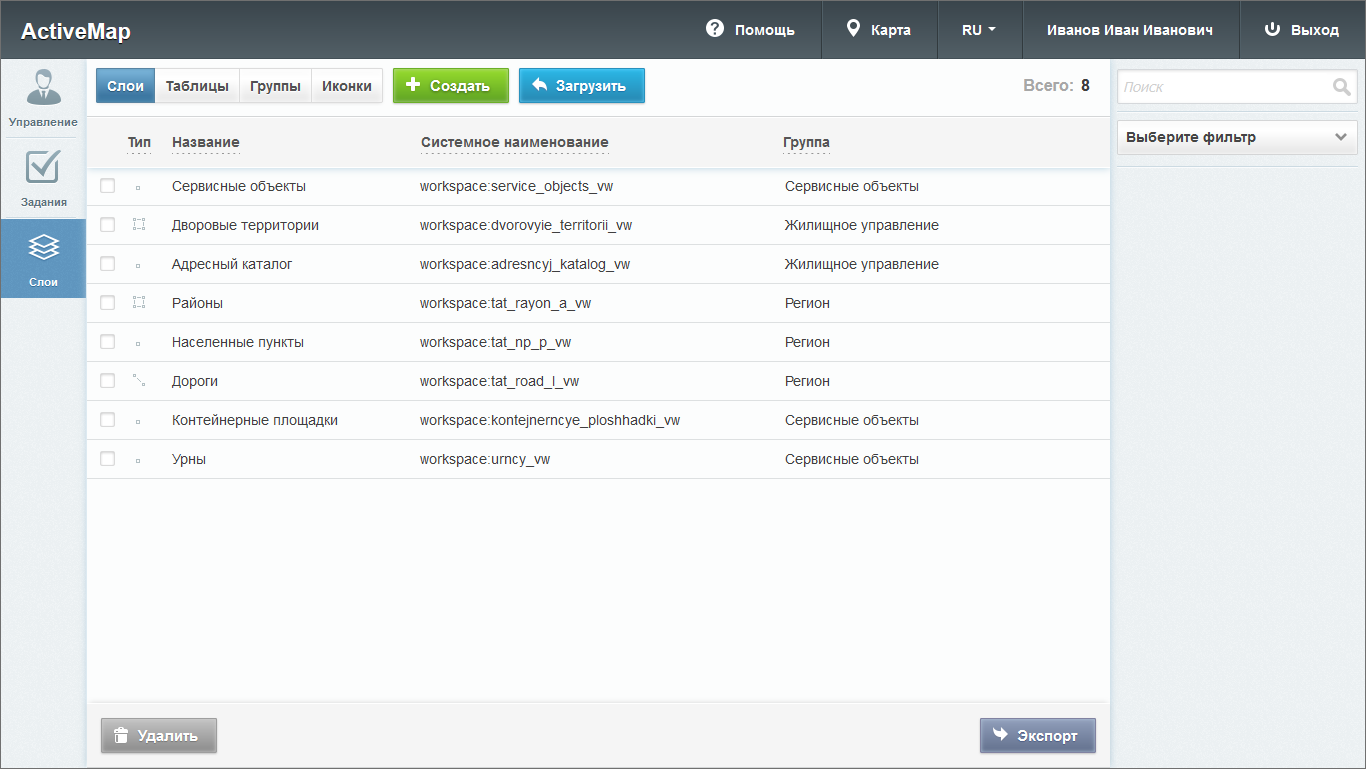 ActiveMap Помощь Карта RU Иванов Иван Иванович Выход
Управление
Задания
Слои
Слои Таблицы Группы Иконки Создать Загрузить Всего: 8
Тип Название Системное наименование Группа
Сервисные объекты workspace:service_objects_vw Сервисные объекты
Дворовые территории workspace:dvorovyie_territorii_vw Жилищное управление
Адресный каталог workspace:adresncyj_katalog_vw Жилищное управление
Районы workspace:tat_rayon_a_vw Регион
Населенные пункты workspace:tat_np_p_vw Регион
Дороги workspace:tat_road_l_vw Регион
Контейнерные площадки workspace:kontejnerncye_ploshhadki_vw Сервисные объекты
Урны workspace:urncy_vw Сервисные объекты
Удалить Экспорт
Поиск
Выберите фильтр